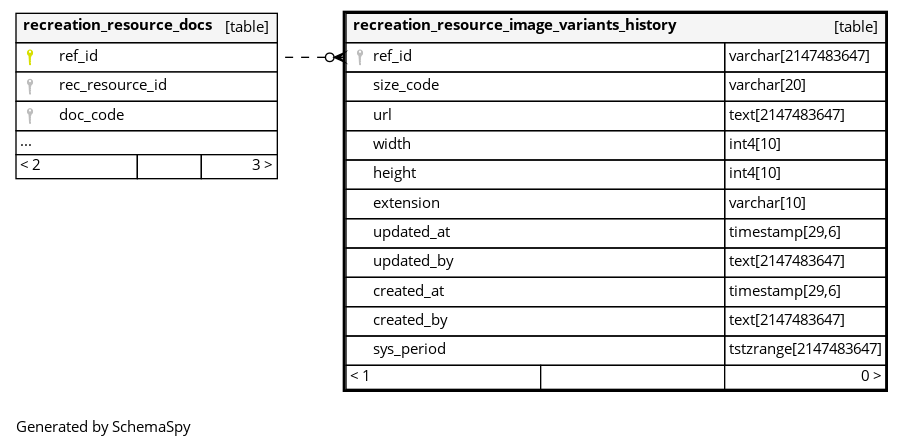 recreation_resource_docs [table]
ref_id
rec_resource_id
doc_code
...
< 2 3 >
recreation_resource_image_variants_history [table]
ref_id varchar[2147483647]
size_code varchar[20]
url text[2147483647]
width int4[10]
height int4[10]
extension varchar[10]
updated_at timestamp[29,6]
updated_by text[2147483647]
created_at timestamp[29,6]
created_by text[2147483647]
sys_period tstzrange[2147483647]
< 1 0 >
Generated by SchemaSpy